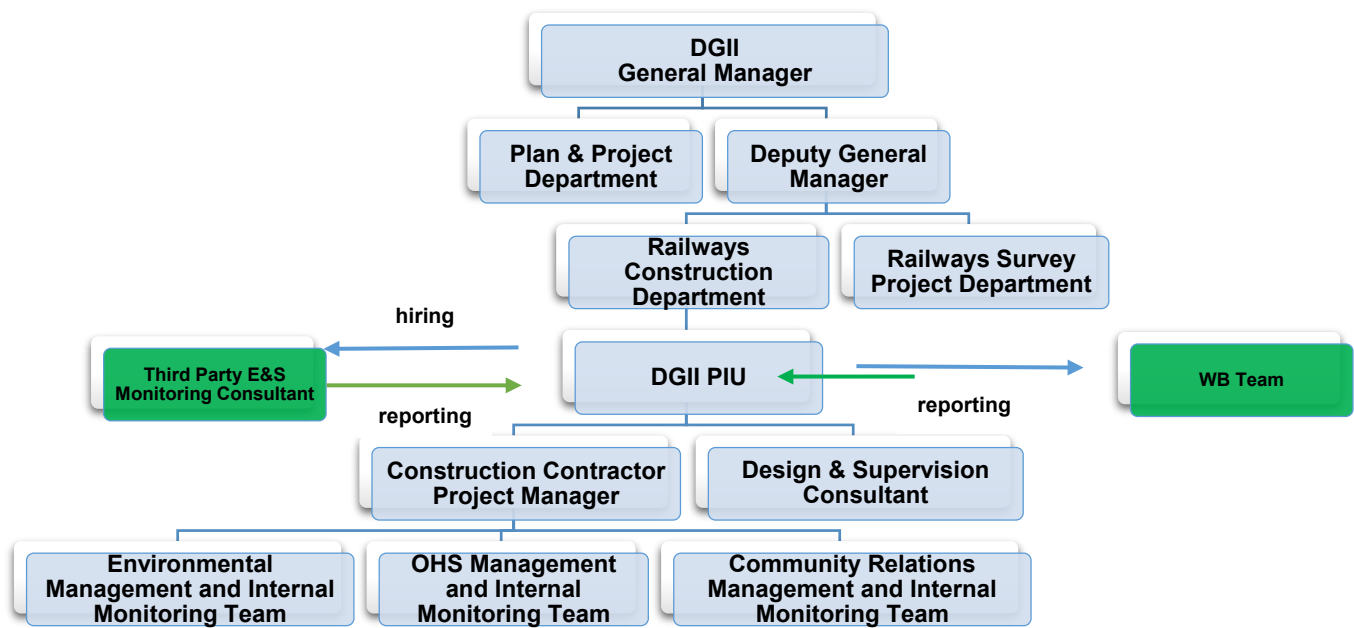 DGII
General Manager
Plan & Project
Department
Deputy General
Manager
Railways
Construction
Department
Railways Survey
Project Department
hiring
Third Party E&S
Monitoring Consultant
DGII PIU
WB Team
reporting
reporting
Construction Contractor
Project Manager
Design & Supervision
Consultant
Environmental
Management and Internal
Monitoring Team
OHS Management
and Internal
Monitoring Team
Community Relations
Management and Internal
Monitoring Team